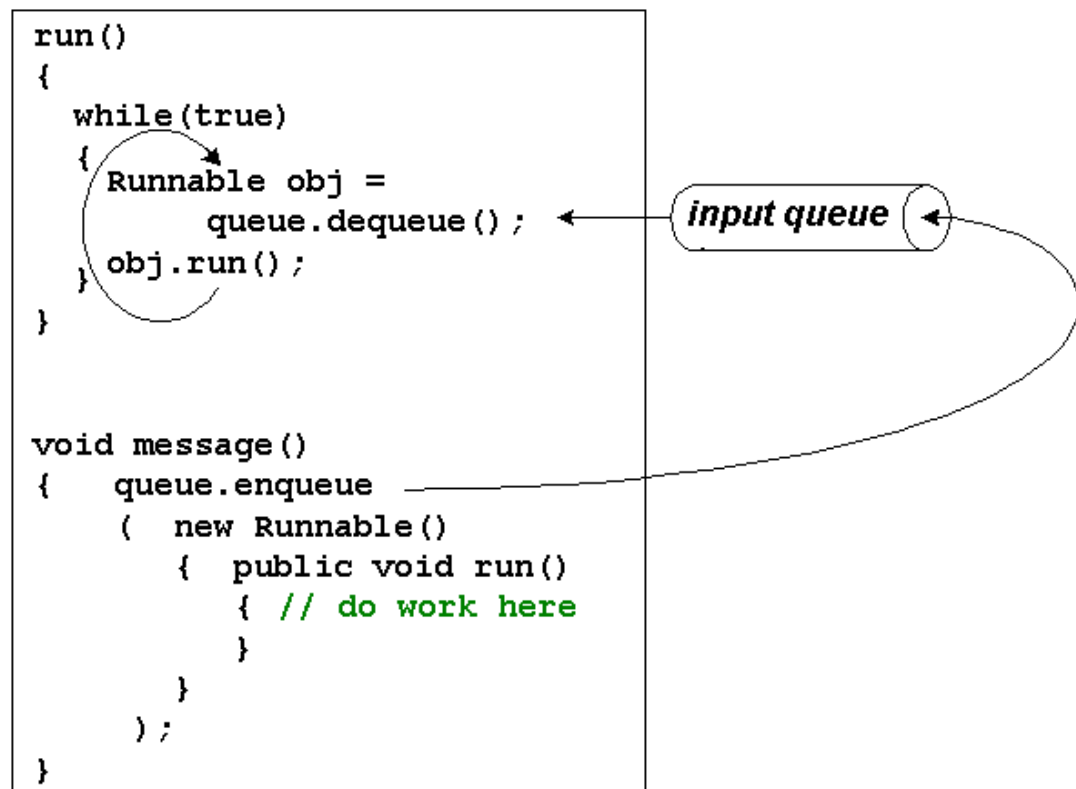 run()
{
while(true)
{
Runnable obj =
queue.dequeue();
input queue
obj.run();
}
}
void message()
{ queue.enqueue
( new Runnable()
{ public void run()
{ // do work here
}
}
);
}